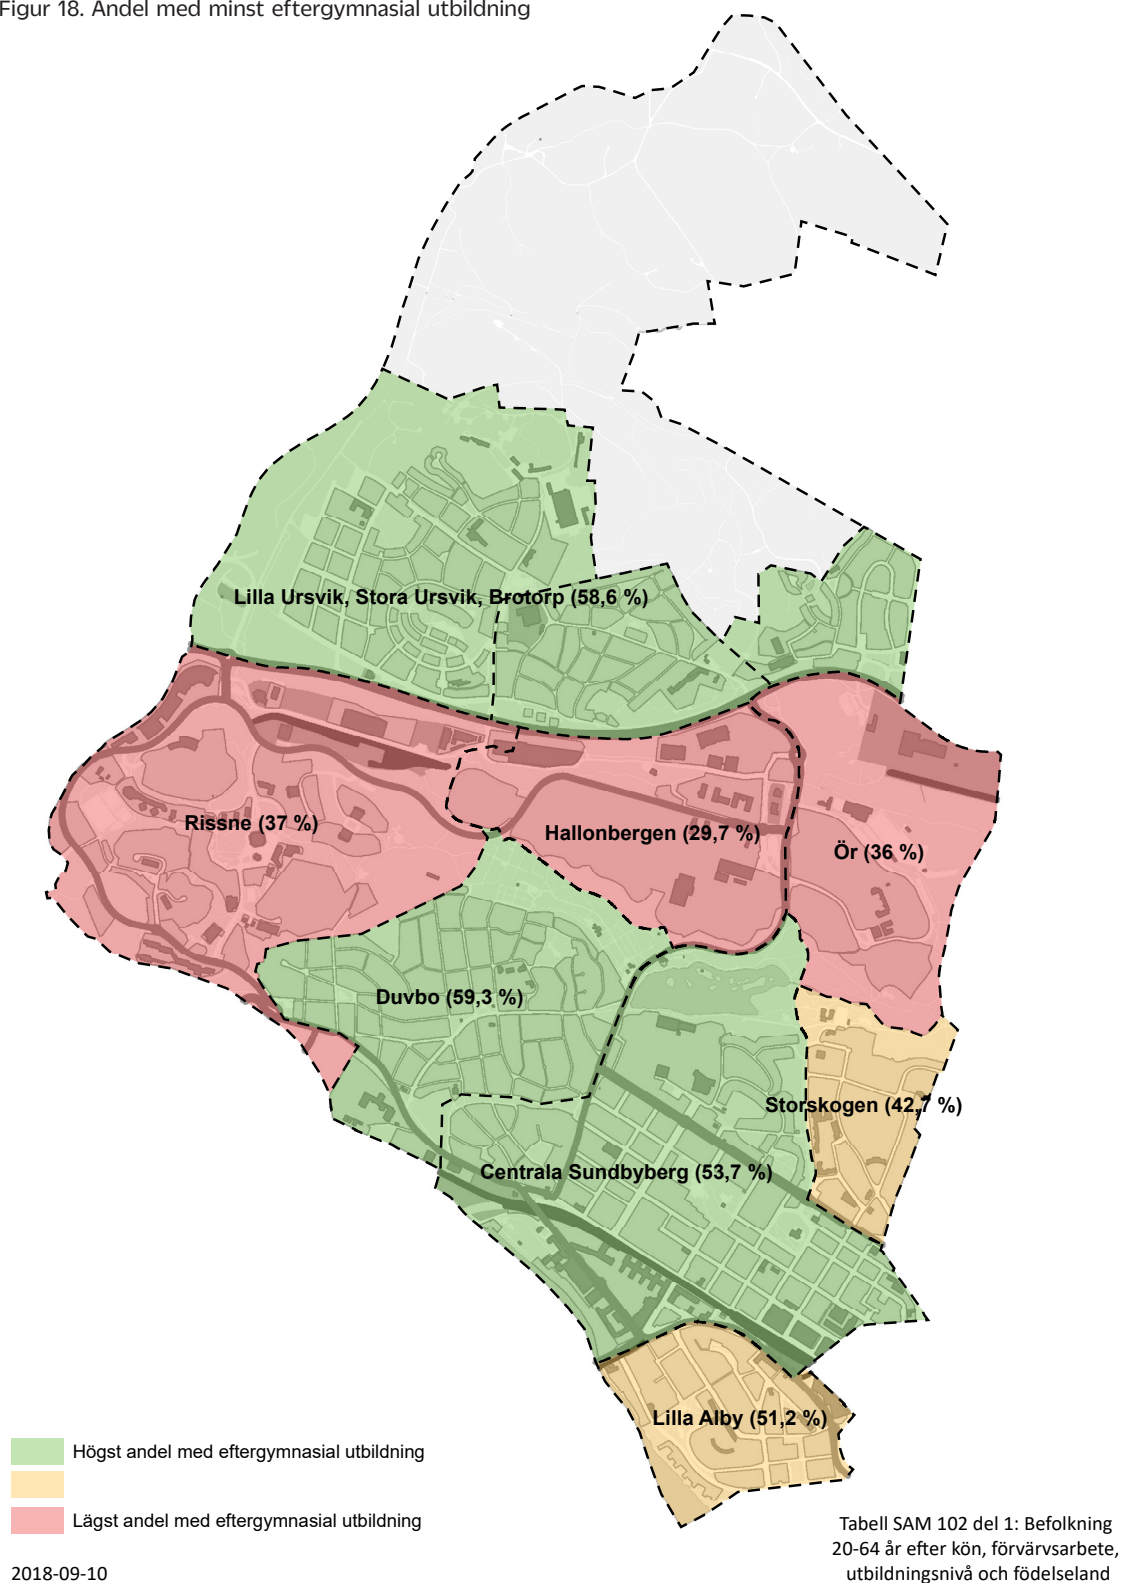 Figur 18. Andel med minst eftergymnasial utbildning
Lilla Ursvik, Stora Ursvik, Brotorp (58,6 %)
Rissne (37 %)
Hallonbergen (29,7 %)
Ör (36 %)
Duvbo (59,3 %)
Storskogen (42,7 %)
Centrala Sundbyberg (53,7 %)
Lilla Alby (51,2 %)
Högst andel med eftergymnasial utbildning
Lägst andel med eftergymnasial utbildning
Tabell SAM 102 del 1: Befolkning
20-64 år efter kön, förvärvsarbete,
utbildningsnivå och födelseland
2018-09-10